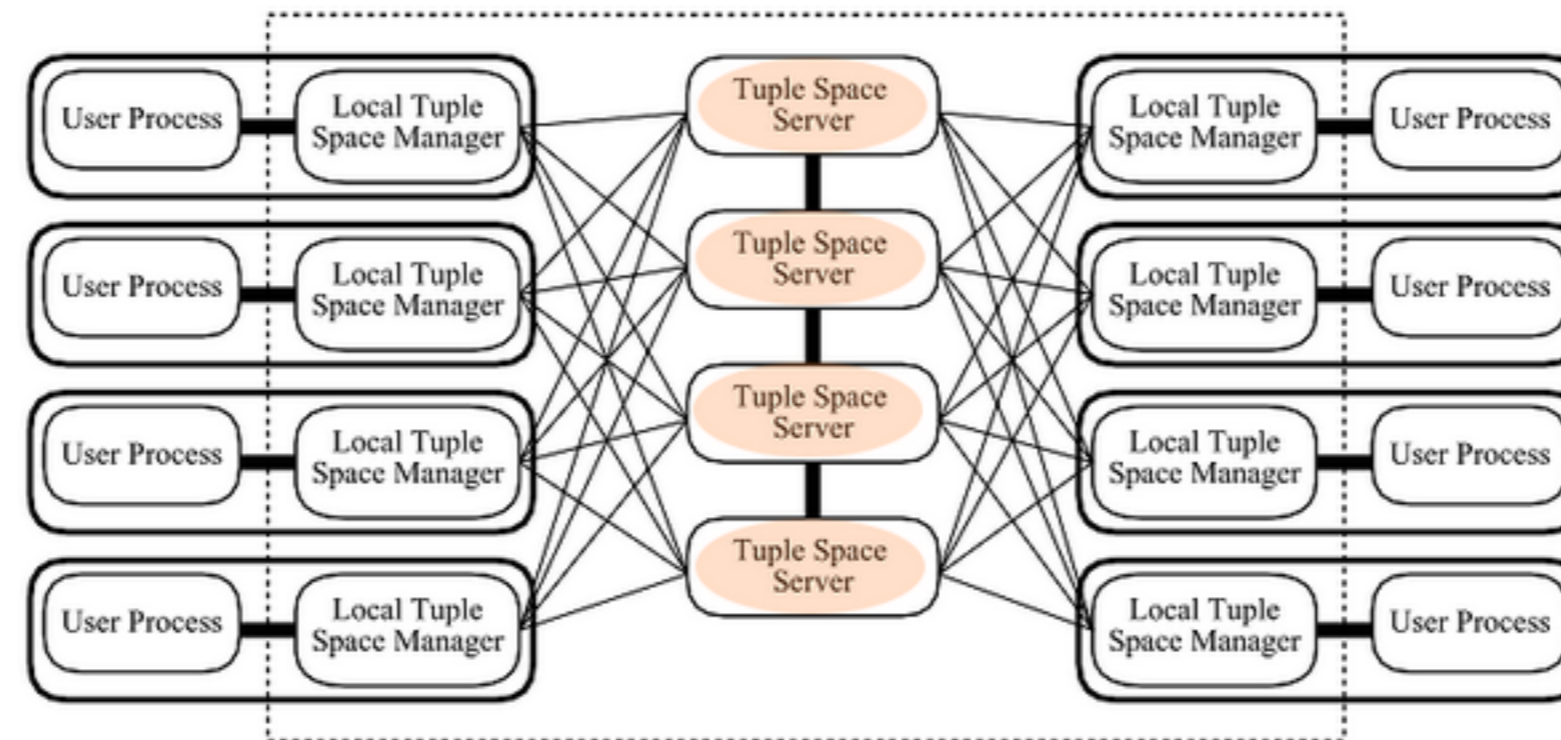 User Process
Local Tuple
Space Manager
Tuple Space
Server
Local Tuple
Space Manager
User Process
User Process
Local Tuple
Space Manager
Tuple Space
Server
Local Tuple
Space Manager
User Process
User Process
Local Tuple
Space Manager
Tuple Space
Server
Local Tuple
Space Manager
User Process
User Process
Local Tuple
Space Manager
Tuple Space
Server
Local Tuple
Space Manager
User Process